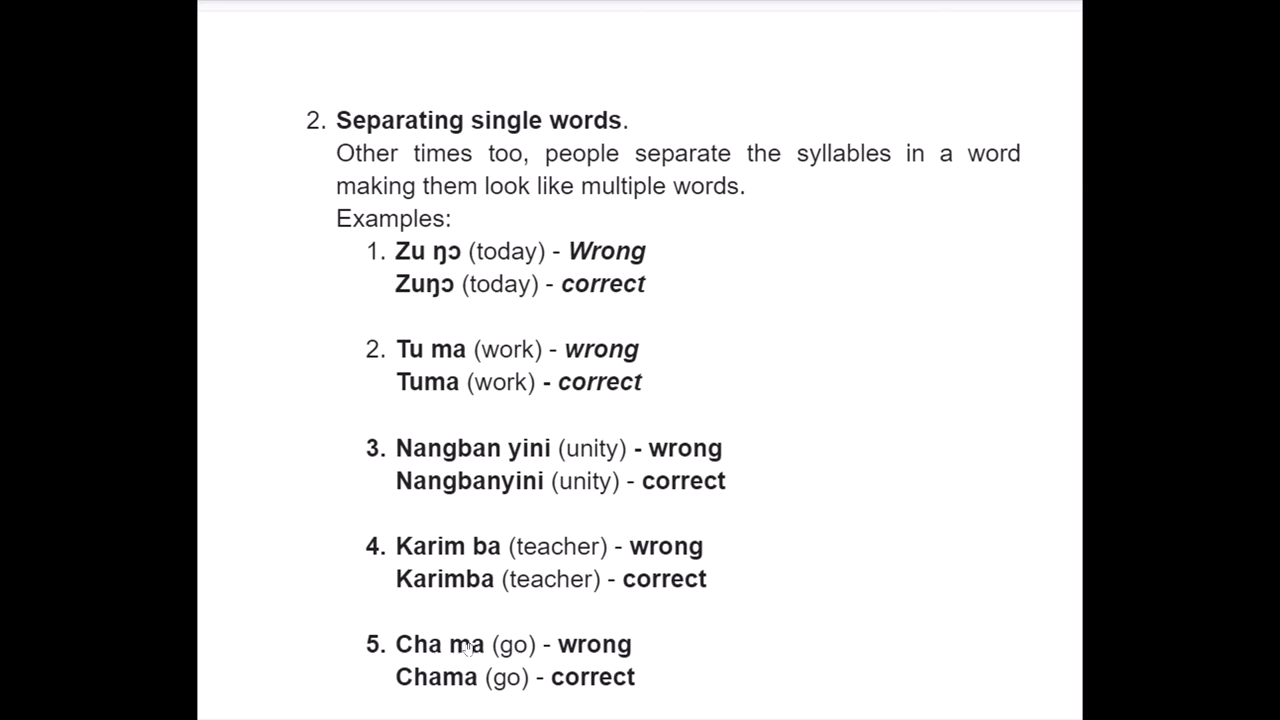 2. Separating single words.
Other times too, people separate the syllables in a word
making them look like multiple words.
Examples:
1. Zu ŋɔ (today) - Wrong
Zuŋɔ (today) - correct
2. Tu ma (work) - wrong
Tuma (work) - correct
3. Nangban yini (unity) - wrong
Nangbanyini (unity) - correct
4. Karim ba (teacher) - wrong
Karimba (teacher) - correct
5. Cha ma (go) - wrong
Chama (go) - correct